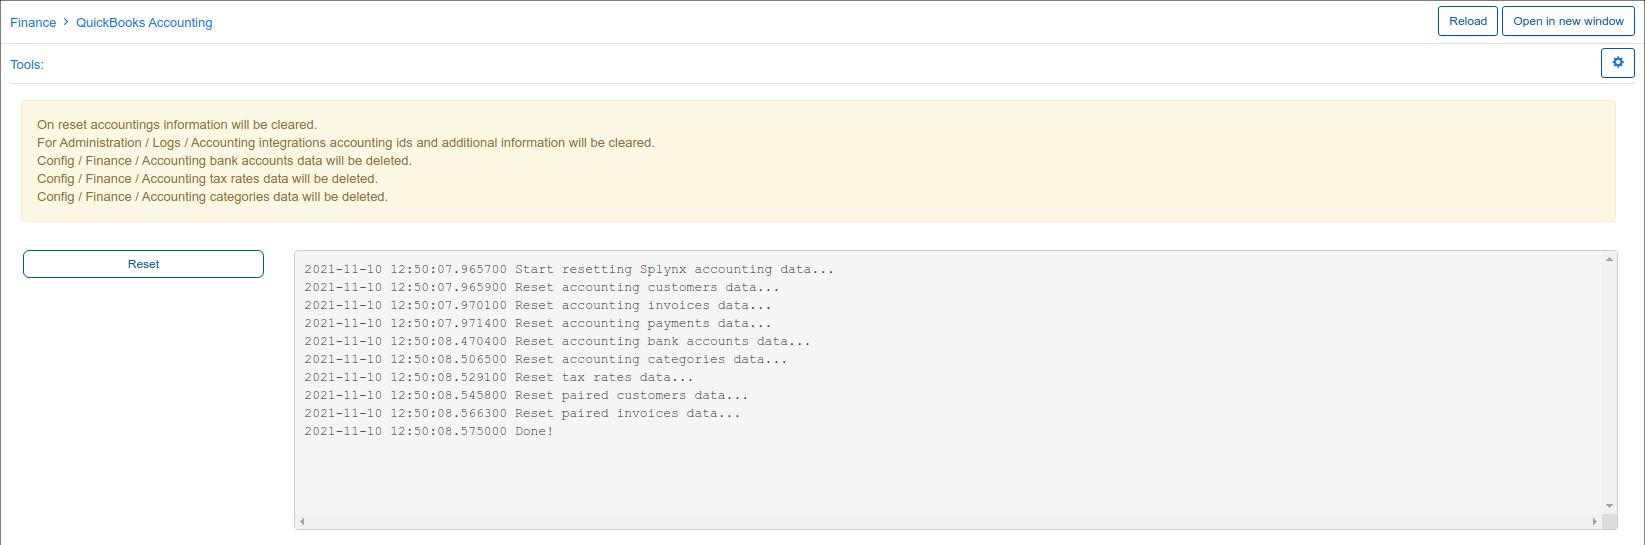 Finance > QuickBooks Accounting
Reload
Open in new window
Tools:
On reset accountings information will be cleared.
For Administration / Logs / Accounting integrations accounting ids and additional information will be cleared.
Config / Finance / Accounting bank accounts data will be deleted.
Config / Finance / Accounting tax rates data will be deleted.
Config / Finance / Accounting categories data will be deleted.
Reset
2021-11-10 12:50:07.965700 Start resetting Splynx accounting data...
2021-11-10 12:50:07.965900 Reset accounting customers data...
2021-11-10 12:50:07.970100 Reset accounting invoices data...
2021-11-10 12:50:07.971400 Reset accounting payments data...
2021-11-10 12:50:08.470400 Reset accounting bank accounts data...
2021-11-10 12:50:08.506500 Reset accounting categories data...
2021-11-10 12:50:08.529100 Reset tax rates data...
2021-11-10 12:50:08.545800 Reset paired customers data...
2021-11-10 12:50:08.566300 Reset paired invoices data...
2021-11-10 12:50:08.575000 Done!